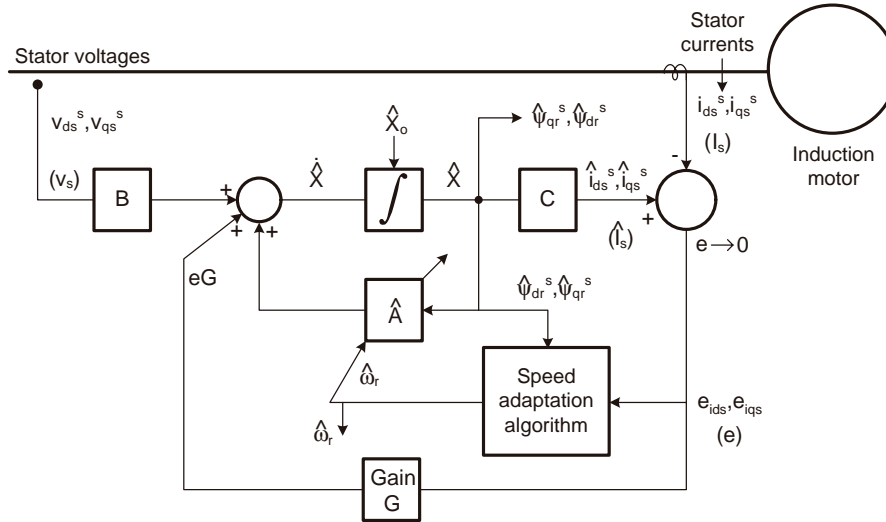 Stator voltages
Stator
currents
v_ds^s, v_qs^s
i_ds^s, i_qs^s
(I_s)
Induction
motor
X̂_o
ψ̂_qr^s, ψ̂_dr^s
(v_s)
B
+
+
+
Ẋ̂
∫
X̂
C
î_ds^s, î_qs^s
(Î_s)
-
+
e→0
eG
Â
ψ̂_dr^s, ψ̂_qr^s
ω̂_r
ω̂_r
Speed
adaptation
algorithm
e_ids, e_iqs
(e)
Gain
G